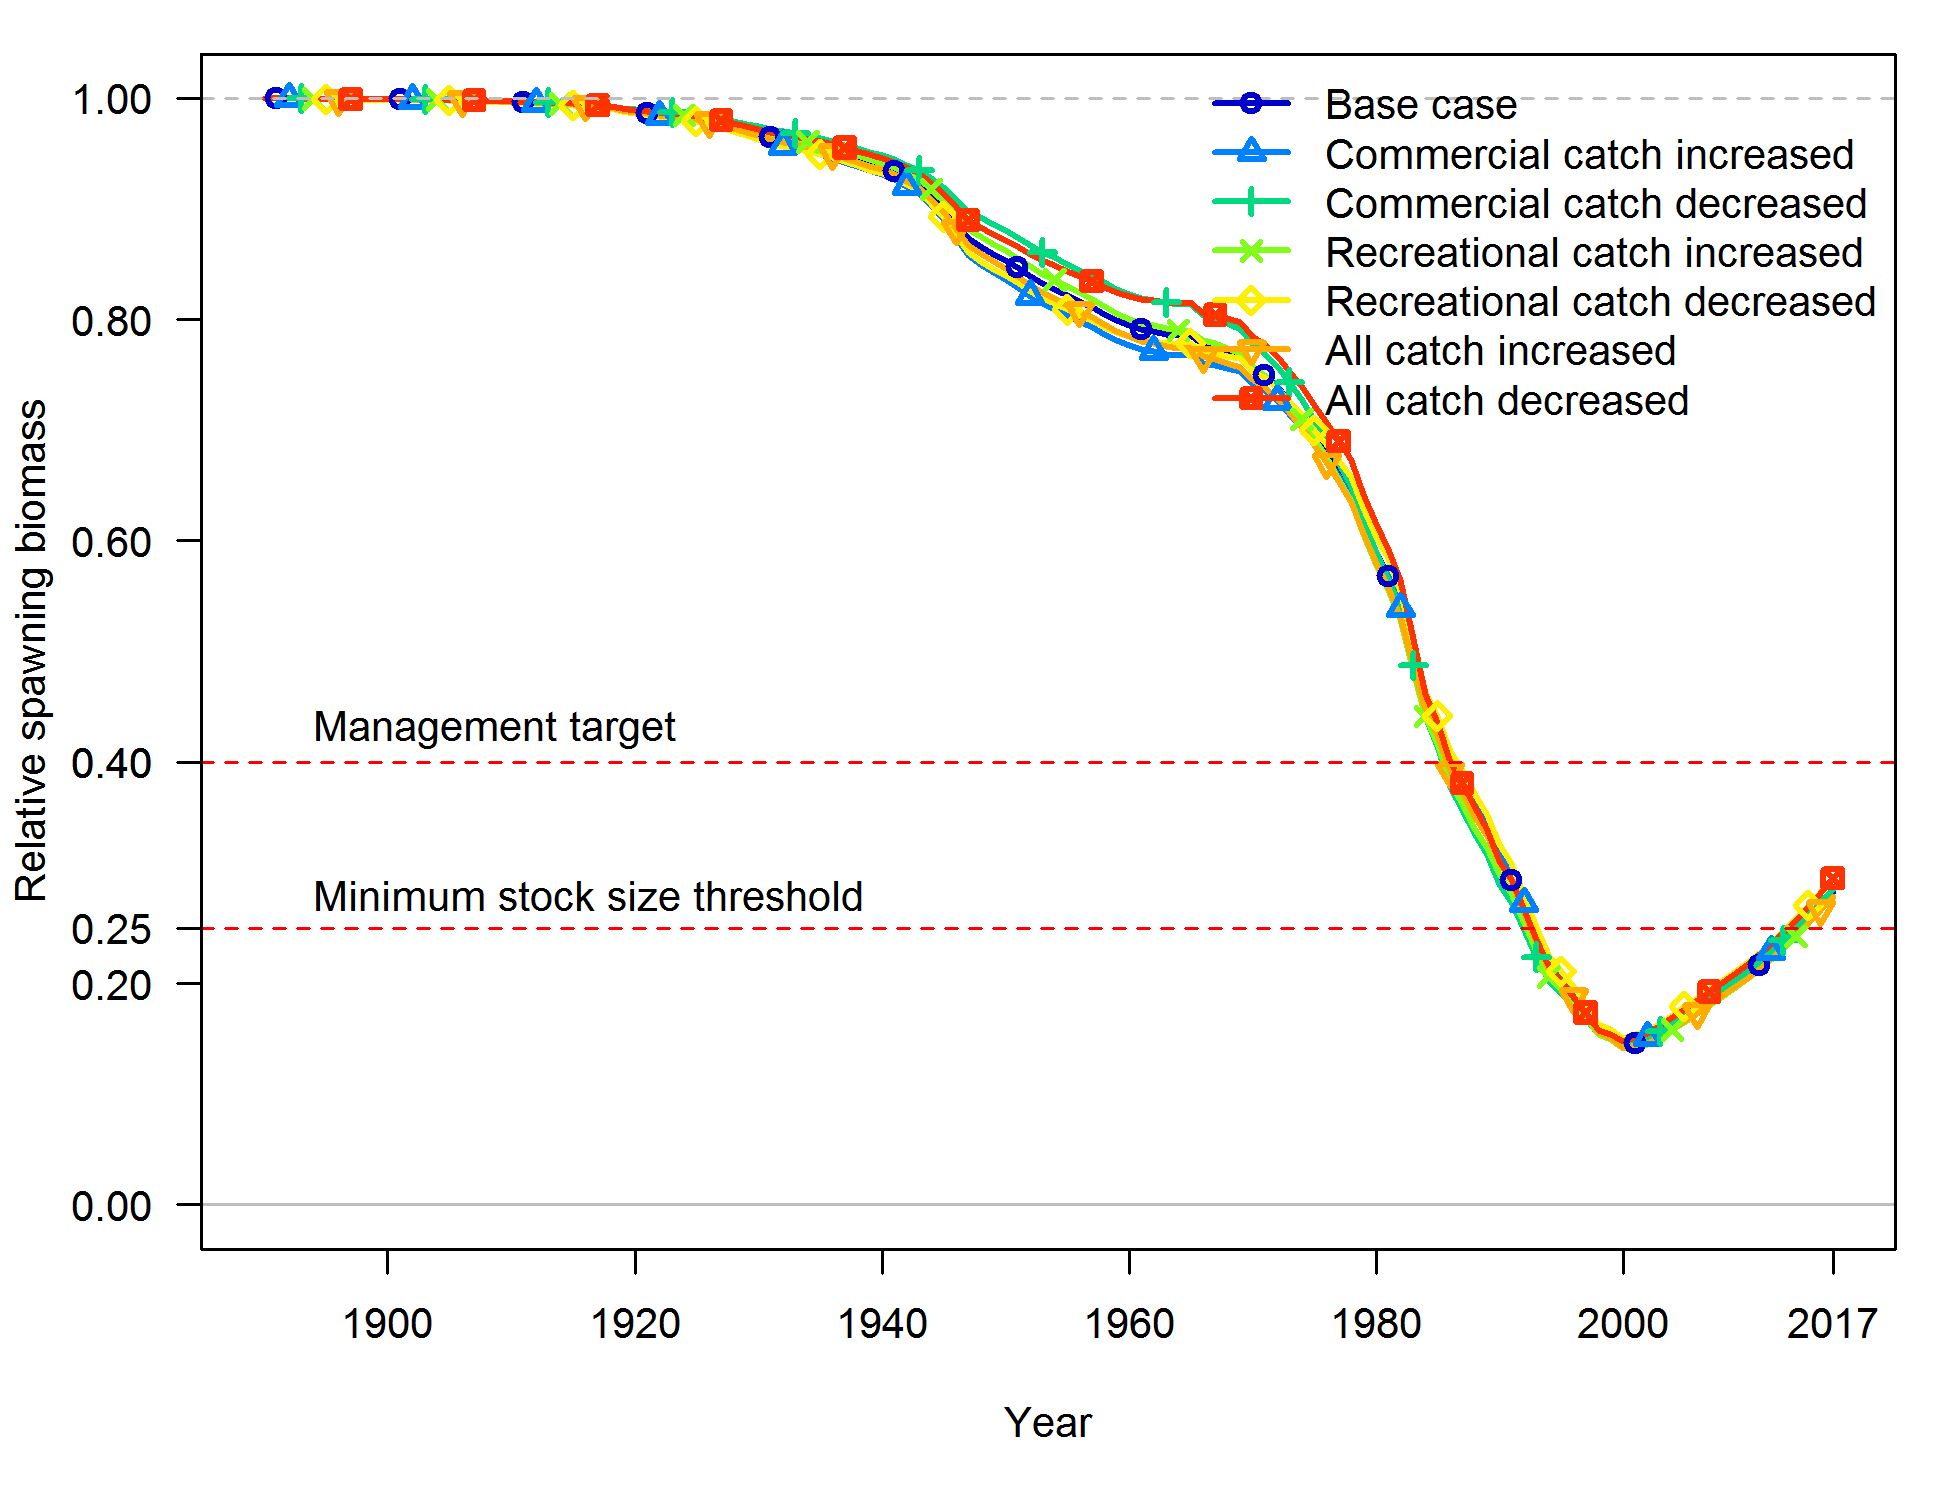 1.00
0.80
0.60
0.40
0.25
0.20
0.00
Relative spawning biomass
Base case
Commercial catch increased
Commercial catch decreased
Recreational catch increased
Recreational catch decreased
All catch increased
All catch decreased
Management target
Minimum stock size threshold
1900 1920 1940 1960 1980 2000 2017
Year